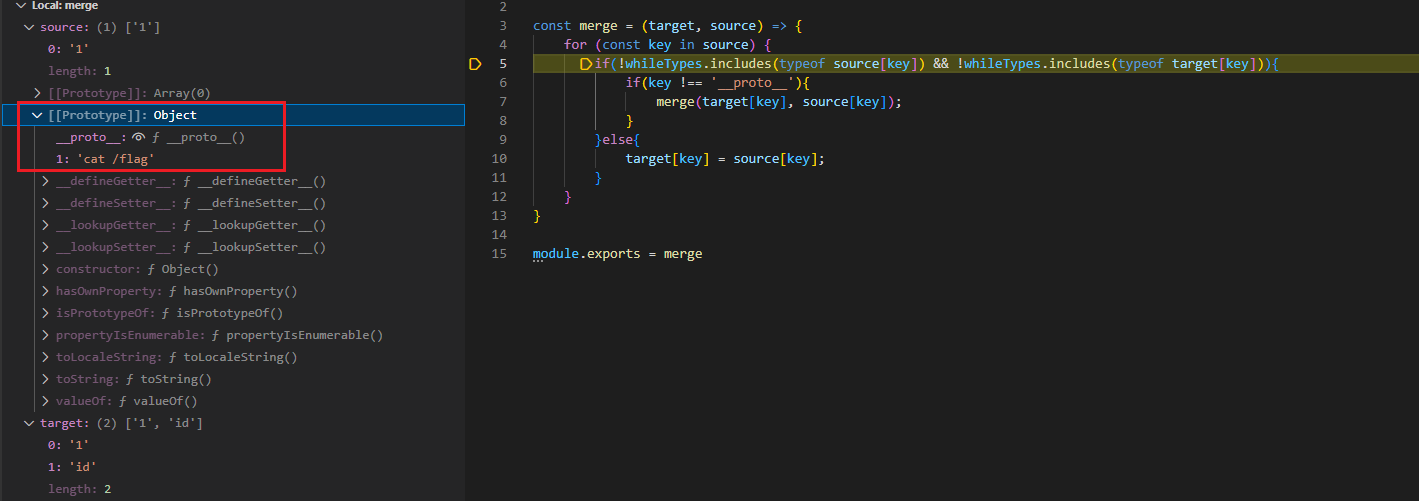 Local: merge
source: (1) ['1']
0: '1'
length: 1
[[Prototype]]: Array(0)
[[Prototype]]: Object
__proto__: ƒ __proto__()
1: 'cat /flag'
__defineGetter__: ƒ __defineGetter__()
__defineSetter__: ƒ __defineSetter__()
__lookupGetter__: ƒ __lookupGetter__()
__lookupSetter__: ƒ __lookupSetter__()
constructor: ƒ Object()
hasOwnProperty: ƒ hasOwnProperty()
isPrototypeOf: ƒ isPrototypeOf()
propertyIsEnumerable: ƒ propertyIsEnumerable()
toLocaleString: ƒ toLocaleString()
toString: ƒ toString()
valueOf: ƒ valueOf()
target: (2) ['1', 'id']
0: '1'
1: 'id'
length: 2
2
3 const merge = (target, source) => {
4 for (const key in source) {
5 if(!whileTypes.includes(typeof source[key]) && !whileTypes.includes(typeof target[key])){
6 if(key !== '__proto__'){
7 merge(target[key], source[key]);
8 }
9 }else{
10 target[key] = source[key];
11 }
12 }
13 }
14
15 module.exports = merge